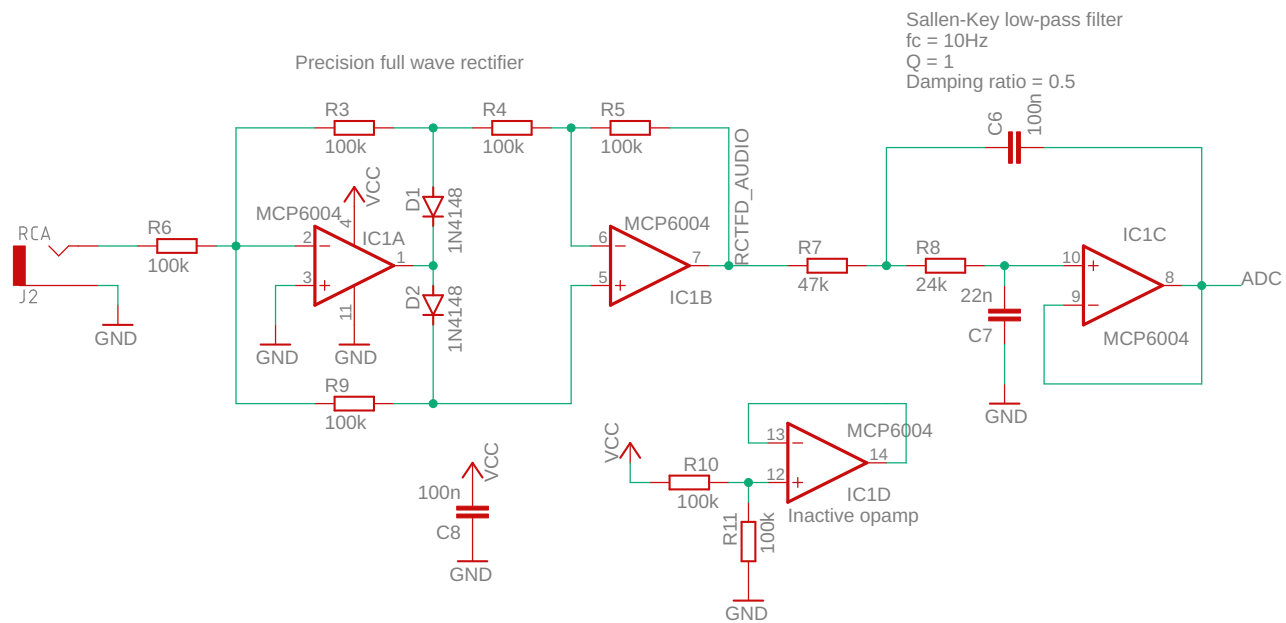 Sallen-Key low-pass filter
fc = 10Hz
Q = 1
Damping ratio = 0.5
Precision full wave rectifier
R3
100k
R4
100k
R5
100k
C6
100n
RCTFD_AUDIO
VCC
MCP6004
4
IC1A
2
3
1
11
GND
GND
D1
1N4148
D2
1N4148
RCA
J2
GND
R6
100k
MCP6004
6
5
7
IC1B
R7
47k
R8
24k
22n
C7
GND
IC1C
10
9
8
MCP6004
ADC
R9
100k
VCC
100n
C8
GND
VCC
R10
100k
R11
100k
GND
13
12
14
MCP6004
IC1D
Inactive opamp